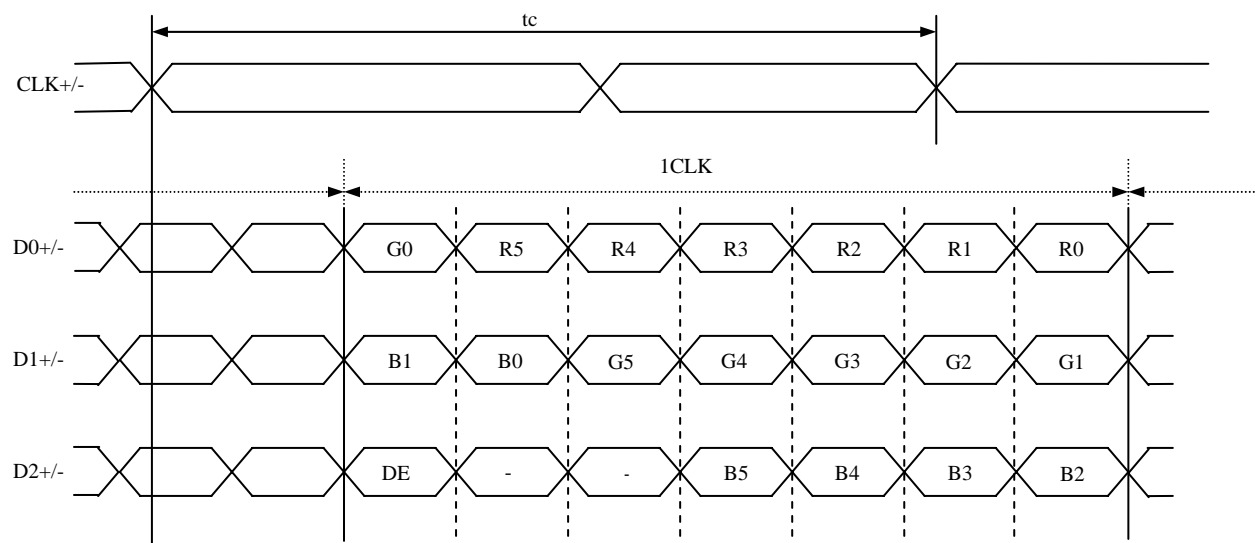 tc
CLK+/-
1CLK
D0+/- G0 R5 R4 R3 R2 R1 R0
D1+/- B1 B0 G5 G4 G3 G2 G1
D2+/- DE - - B5 B4 B3 B2